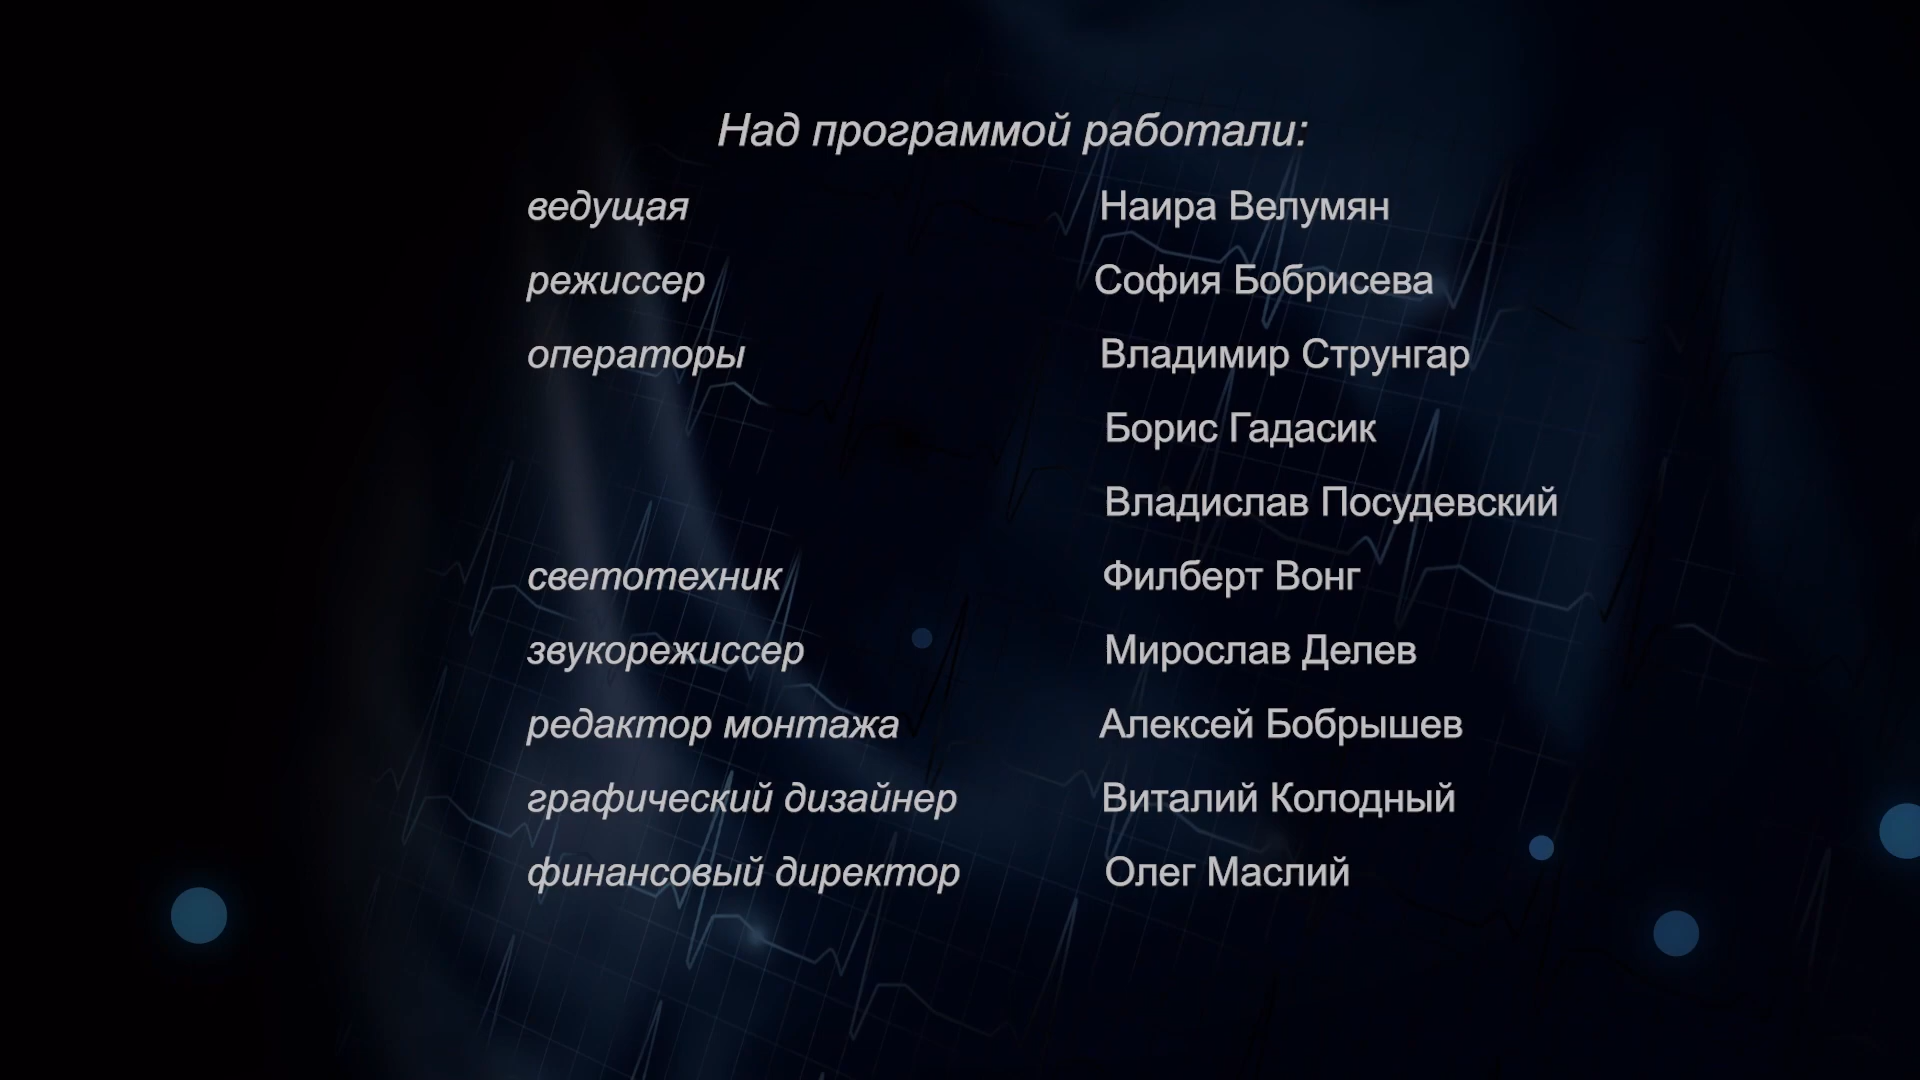 Над программой работали:
ведущая Наира Велумян
режиссер София Бобрисева
операторы Владимир Струнгар
Борис Гадасик
Владислав Посудевский
светотехник Филберт Вонг
звукорежиссер Мирослав Делев
редактор монтажа Алексей Бобрышев
графический дизайнер Виталий Колодный
финансовый директор Олег Маслий